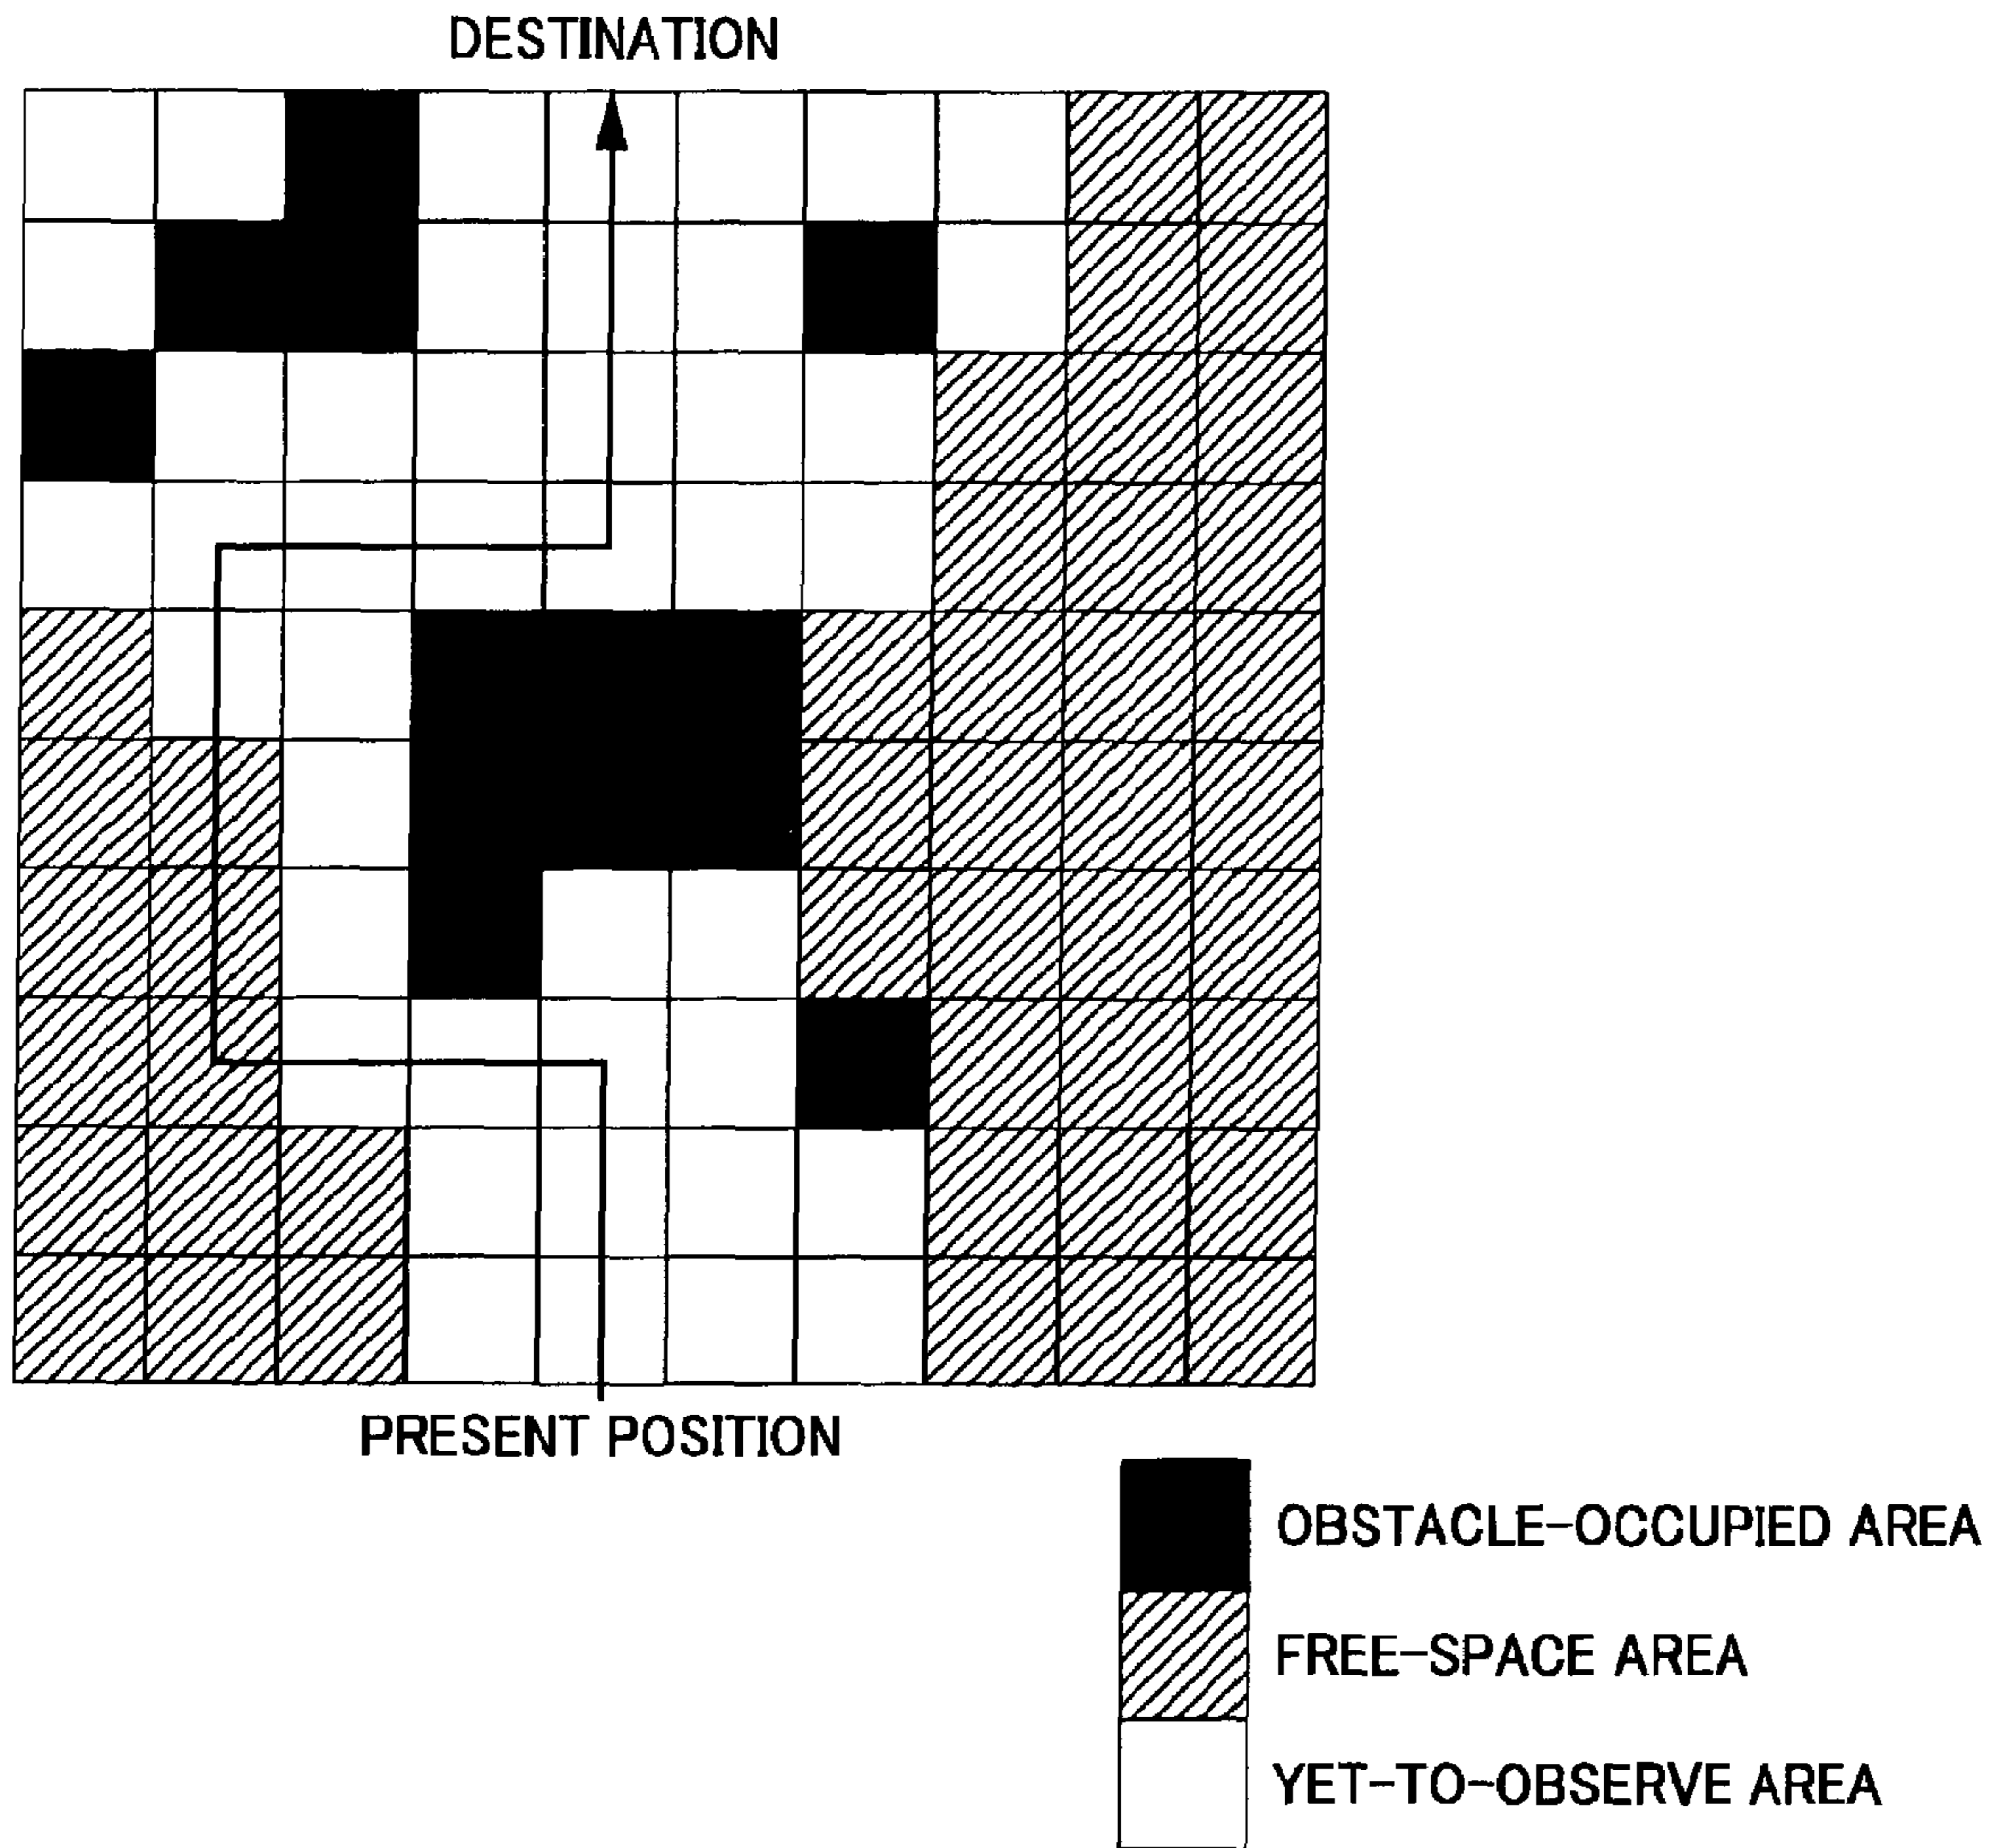 DESTINATION
PRESENT POSITION
OBSTACLE-OCCUPIED AREA
FREE-SPACE AREA
YET-TO-OBSERVE AREA